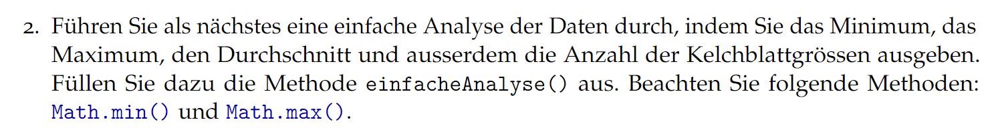 2. Führen Sie als nächstes eine einfache Analyse der Daten durch, indem Sie das Minimum, das
Maximum, den Durchschnitt und ausserdem die Anzahl der Kelchblattgrössen ausgeben.
Füllen Sie dazu die Methode einfacheAnalyse() aus. Beachten Sie folgende Methoden:
Math.min() und Math.max().